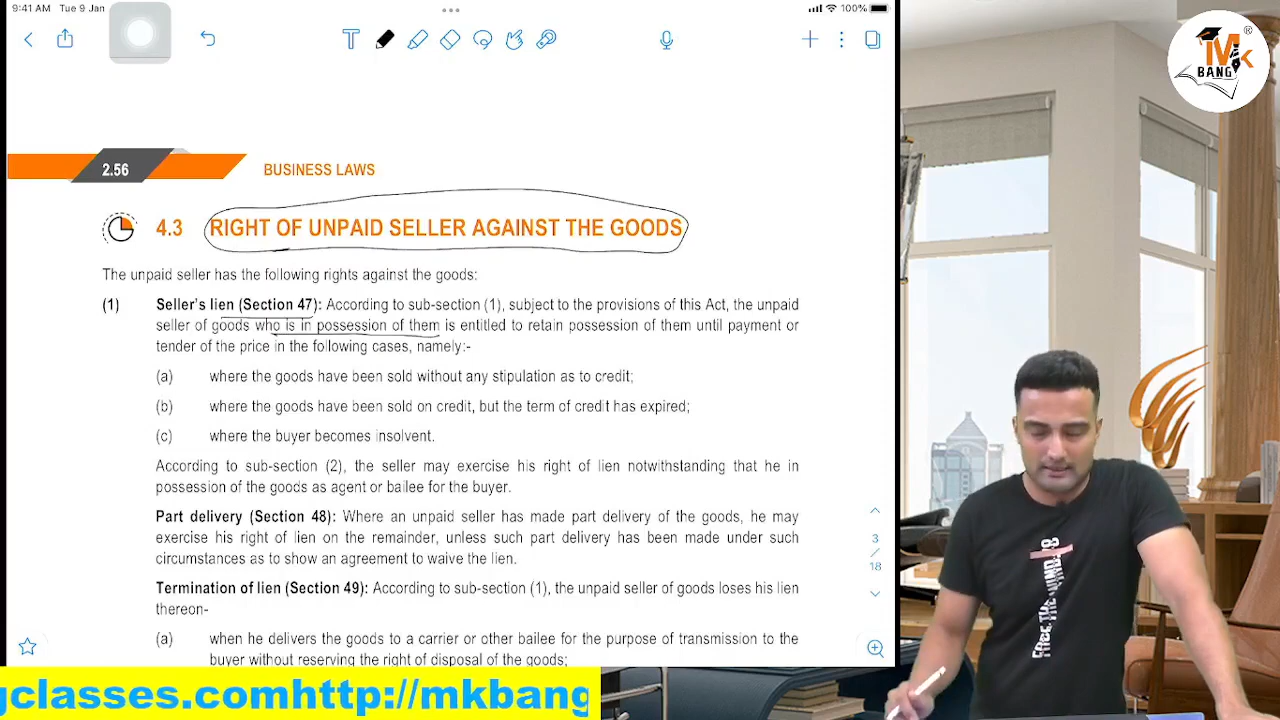 9:41 AM Tue 9 Jan
100%
T
2.56
BUSINESS LAWS
4.3 RIGHT OF UNPAID SELLER AGAINST THE GOODS
The unpaid seller has the following rights against the goods:
(1) Seller's lien (Section 47): According to sub-section (1), subject to the provisions of this Act, the unpaid
seller of goods who is in possession of them is entitled to retain possession of them until payment or
tender of the price in the following cases, namely:-
(a) where the goods have been sold without any stipulation as to credit;
(b) where the goods have been sold on credit, but the term of credit has expired;
(c) where the buyer becomes insolvent.
According to sub-section (2), the seller may exercise his right of lien notwithstanding that he in
possession of the goods as agent or bailee for the buyer.
Part delivery (Section 48): Where an unpaid seller has made part delivery of the goods, he may
exercise his right of lien on the remainder, unless such part delivery has been made under such
circumstances as to show an agreement to waive the lien.
Termination of lien (Section 49): According to sub-section (1), the unpaid seller of goods loses his lien
thereon-
(a) when he delivers the goods to a carrier or other bailee for the purpose of transmission to the
buyer without reserving the right of disposal of the goods;
3
/
18
gclasses.comhttp://mkbang
MK
BANG
®
FACE THE WIND.98